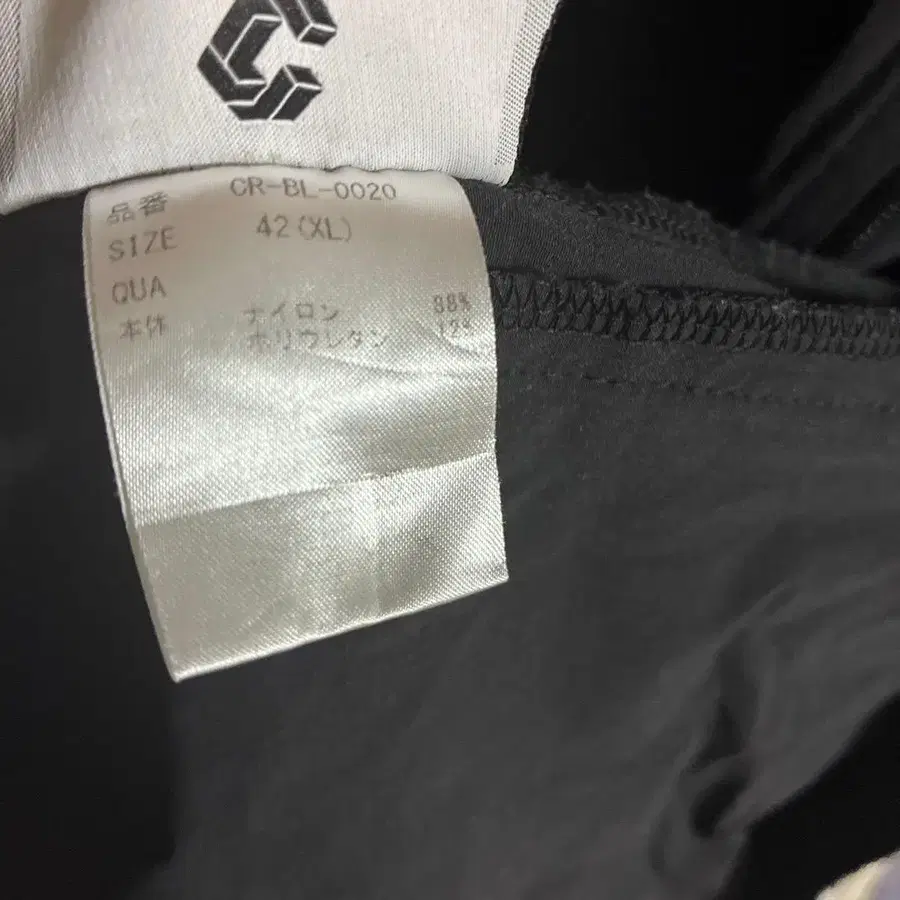 品番 CR-BL-0020
SIZE 42(XL)
QUA
本体 ナイロン 88%
ポリウレタン 12%